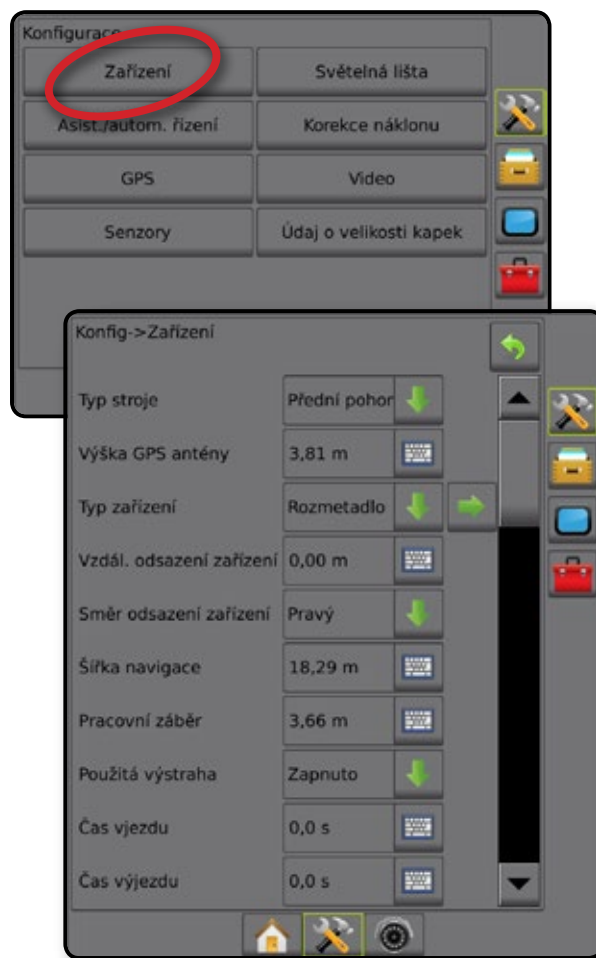 Konfigurace
Zařízení Světelná lišta
Asist./autom. řízení Korekce náklonu
GPS Video
Senzory Údaj o velikosti kapek
Konfig->Zařízení
Typ stroje Přední pohor
Výška GPS antény 3,81 m
Typ zařízení Rozmetadlo
Vzdál. odsazení zařízení 0,00 m
Směr odsazení zařízení Pravý
Šířka navigace 18,29 m
Pracovní záběr 3,66 m
Použitá výstraha Zapnuto
Čas vjezdu 0,0 s
Čas výjezdu 0,0 s